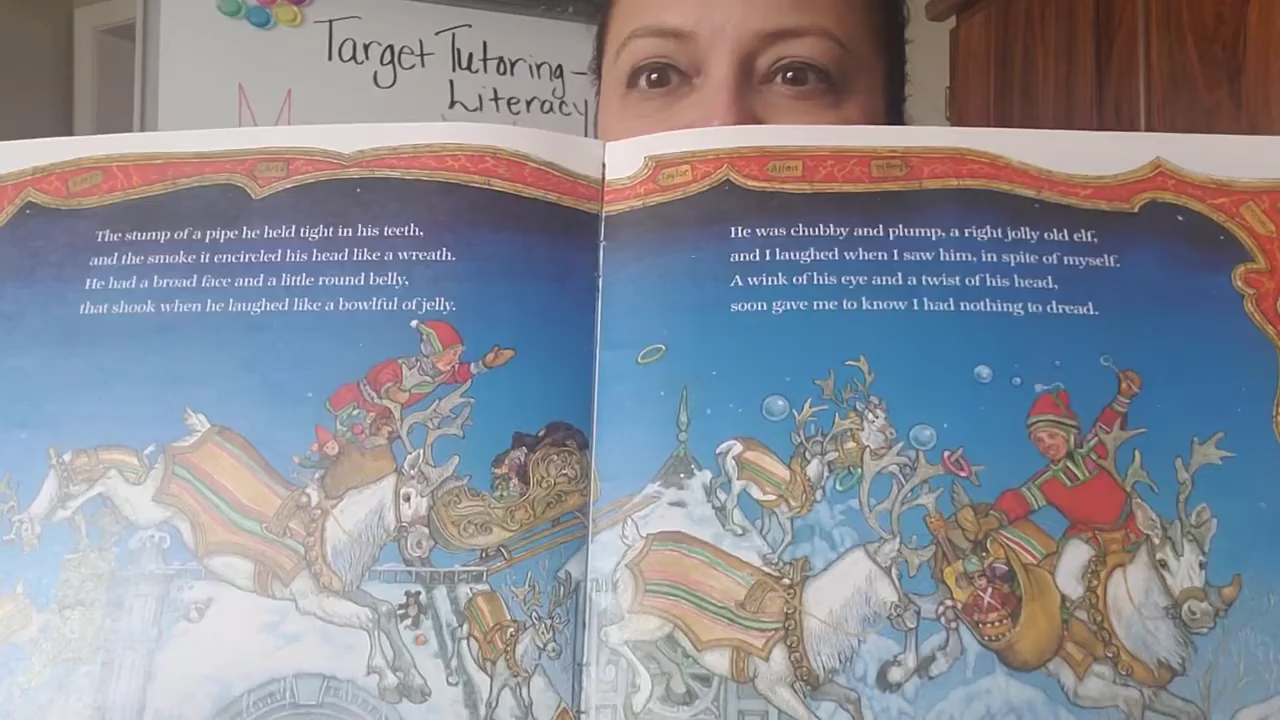 Target Tutoring-
Literacy
M
Taylor
Allan
The stump of a pipe he held tight in his teeth,
and the smoke it encircled his head like a wreath.
He had a broad face and a little round belly,
that shook when he laughed like a bowlful of jelly.
He was chubby and plump, a right jolly old elf,
and I laughed when I saw him, in spite of myself.
A wink of his eye and a twist of his head,
soon gave me to know I had nothing to dread.